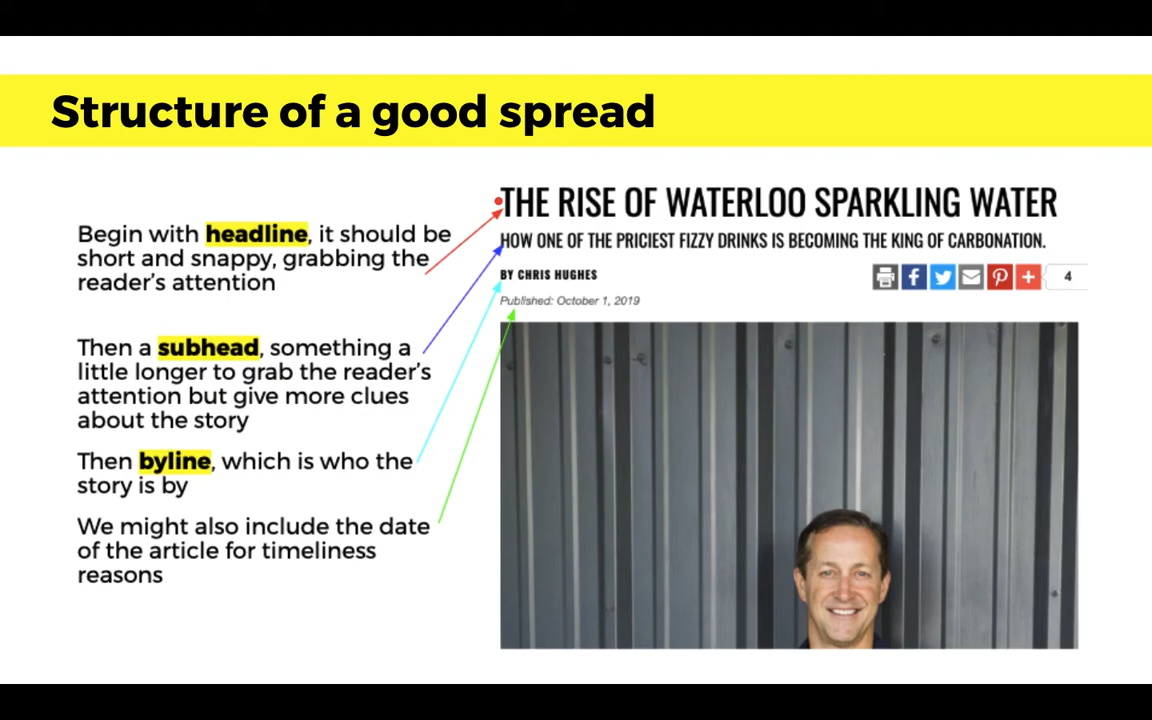 Structure of a good spread
Begin with headline, it should be
short and snappy, grabbing the
reader's attention
Then a subhead, something a
little longer to grab the reader's
attention but give more clues
about the story
Then byline, which is who the
story is by
We might also include the date
of the article for timeliness
reasons
THE RISE OF WATERLOO SPARKLING WATER
HOW ONE OF THE PRICIEST FIZZY DRINKS IS BECOMING THE KING OF CARBONATION.
BY CHRIS HUGHES
Published: October 1, 2019
4